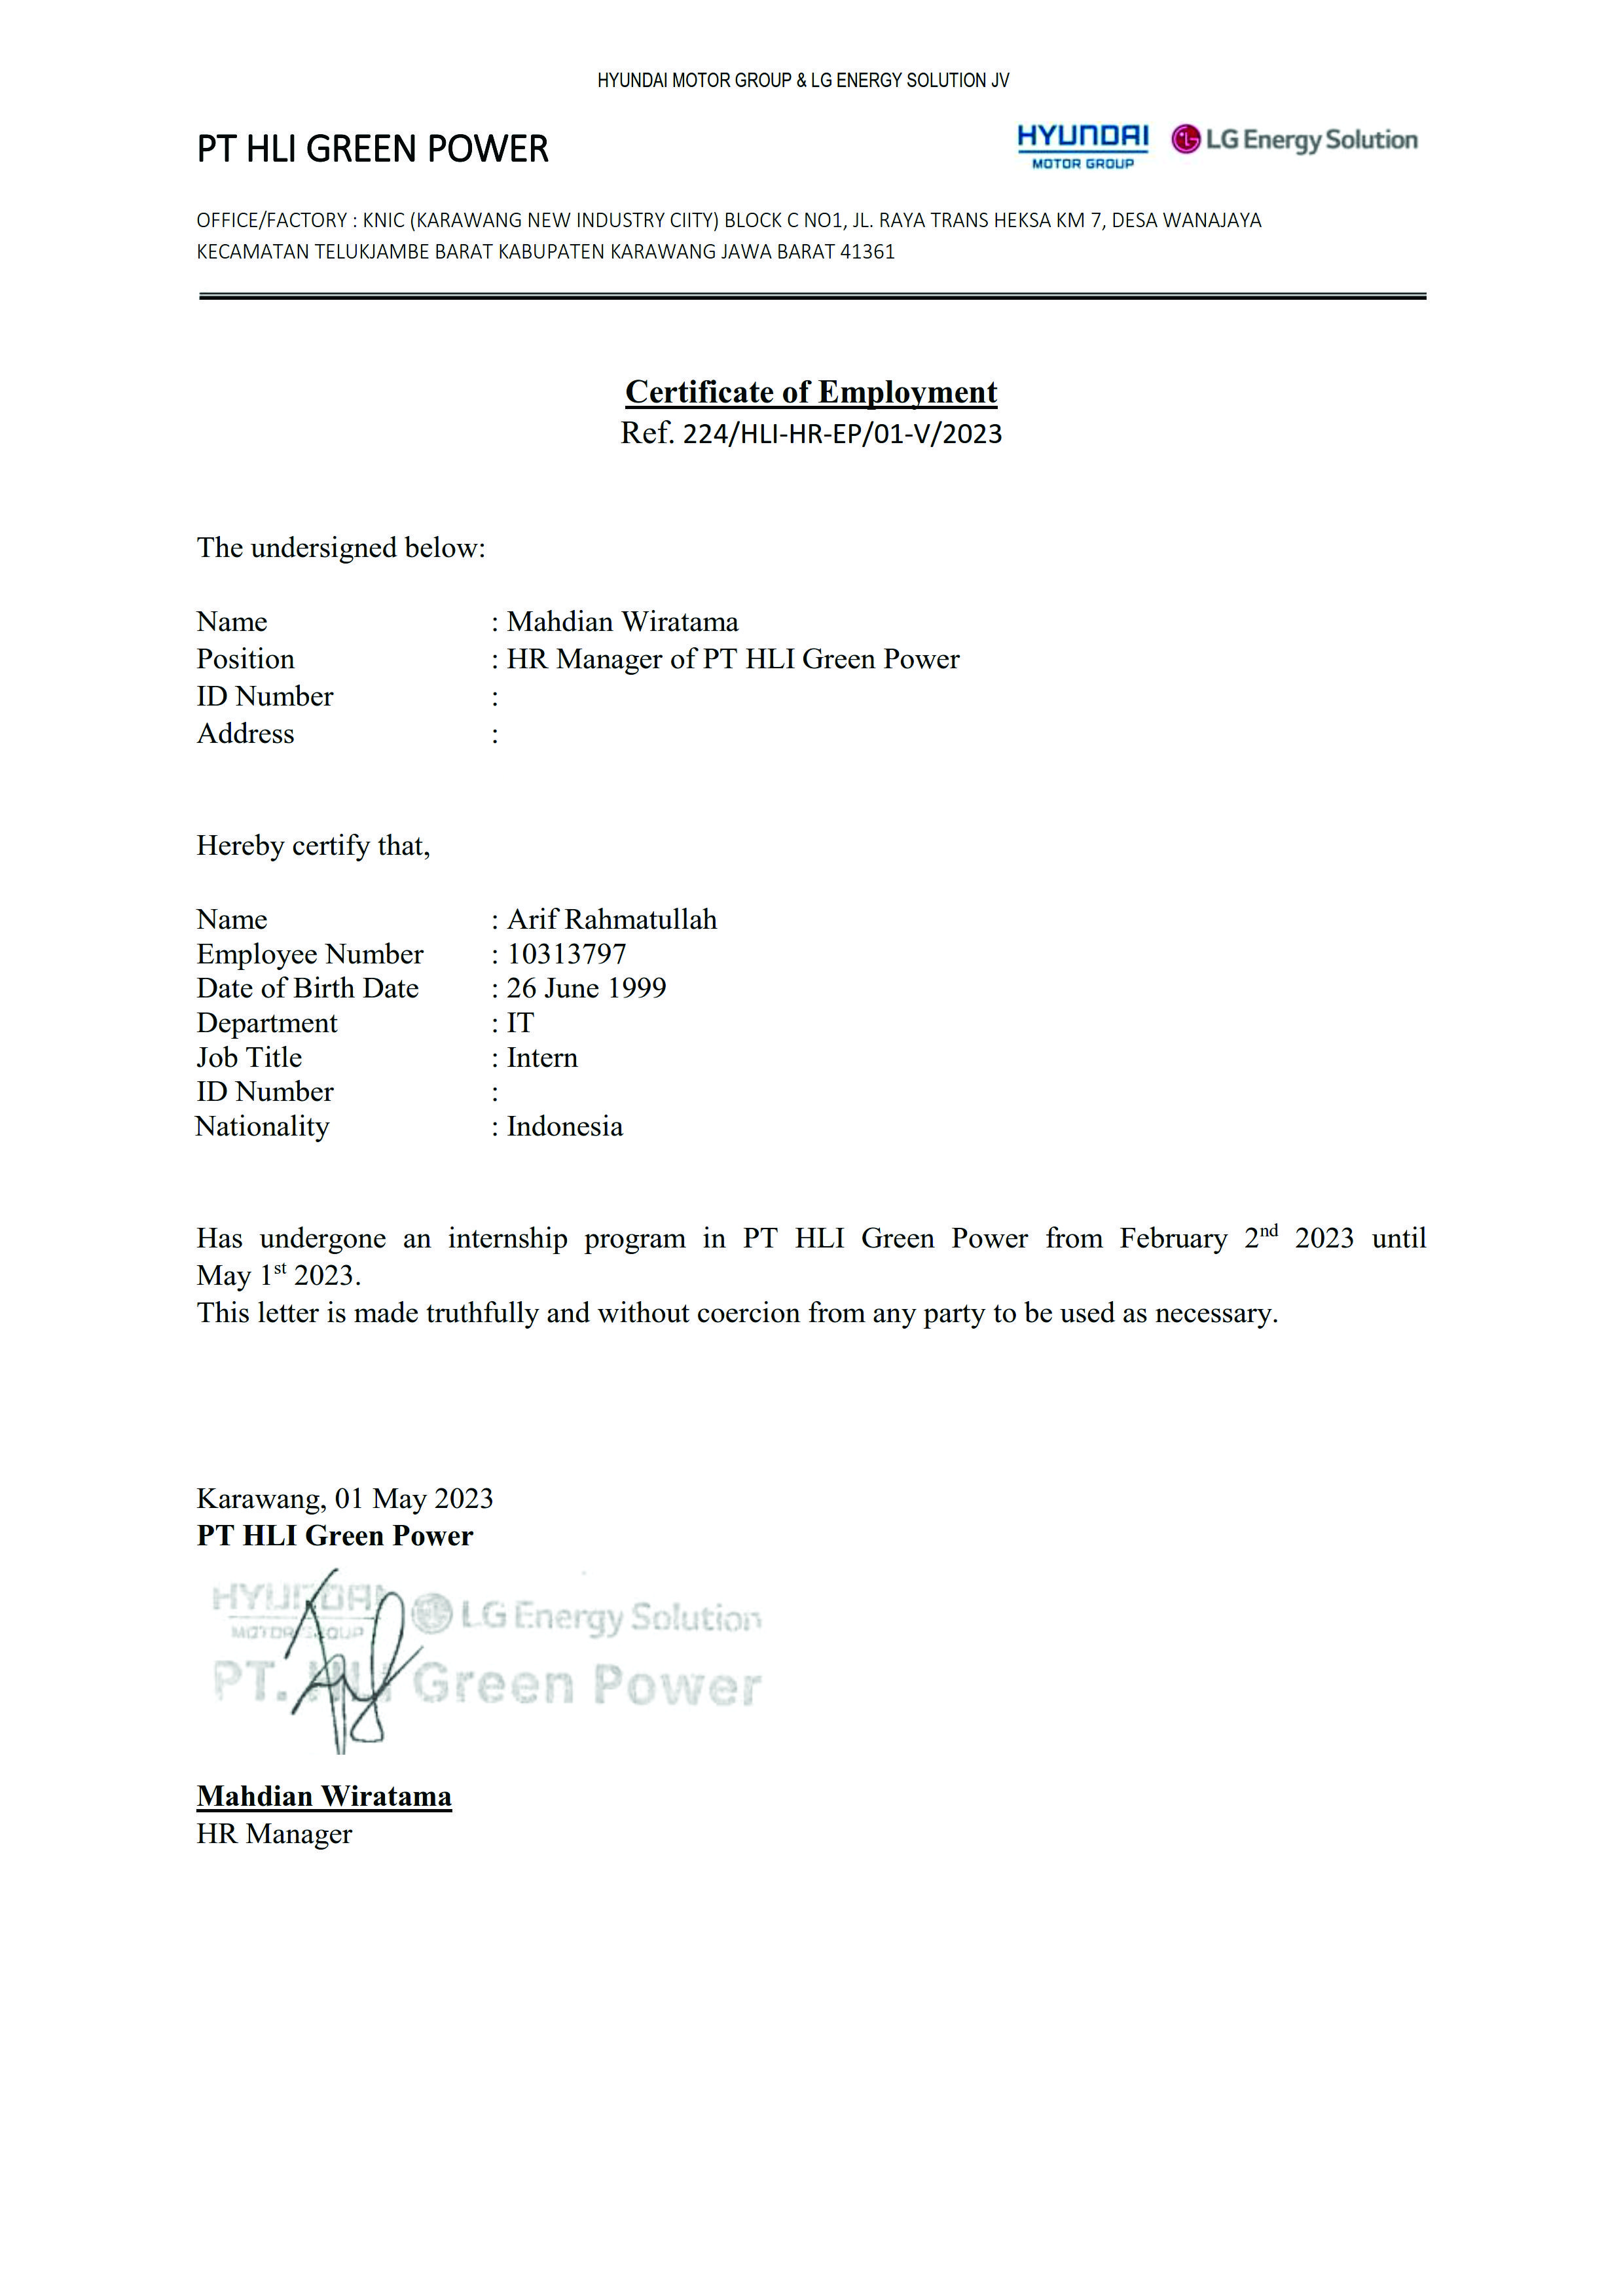 HYUNDAI MOTOR GROUP & LG ENERGY SOLUTION JV
PT HLI GREEN POWER
HYUNDAI
MOTOR GROUP
LG Energy Solution
OFFICE/FACTORY : KNIC (KARAWANG NEW INDUSTRY CIITY) BLOCK C NO1, JL. RAYA TRANS HEKSA KM 7, DESA WANAJAYA
KECAMATAN TELUKJAMBE BARAT KABUPATEN KARAWANG JAWA BARAT 41361
Certificate of Employment
Ref. 224/HLI-HR-EP/01-V/2023
The undersigned below:
Name : Mahdian Wiratama
Position : HR Manager of PT HLI Green Power
ID Number :
Address :
Hereby certify that,
Name : Arif Rahmatullah
Employee Number : 10313797
Date of Birth Date : 26 June 1999
Department : IT
Job Title : Intern
ID Number :
Nationality : Indonesia
Has undergone an internship program in PT HLI Green Power from February 2nd 2023 until
May 1st 2023.
This letter is made truthfully and without coercion from any party to be used as necessary.
Karawang, 01 May 2023
PT HLI Green Power
HYUNDAI
MOTOR GROUP
LG Energy Solution
PT. HLI Green Power
Mahdian Wiratama
HR Manager